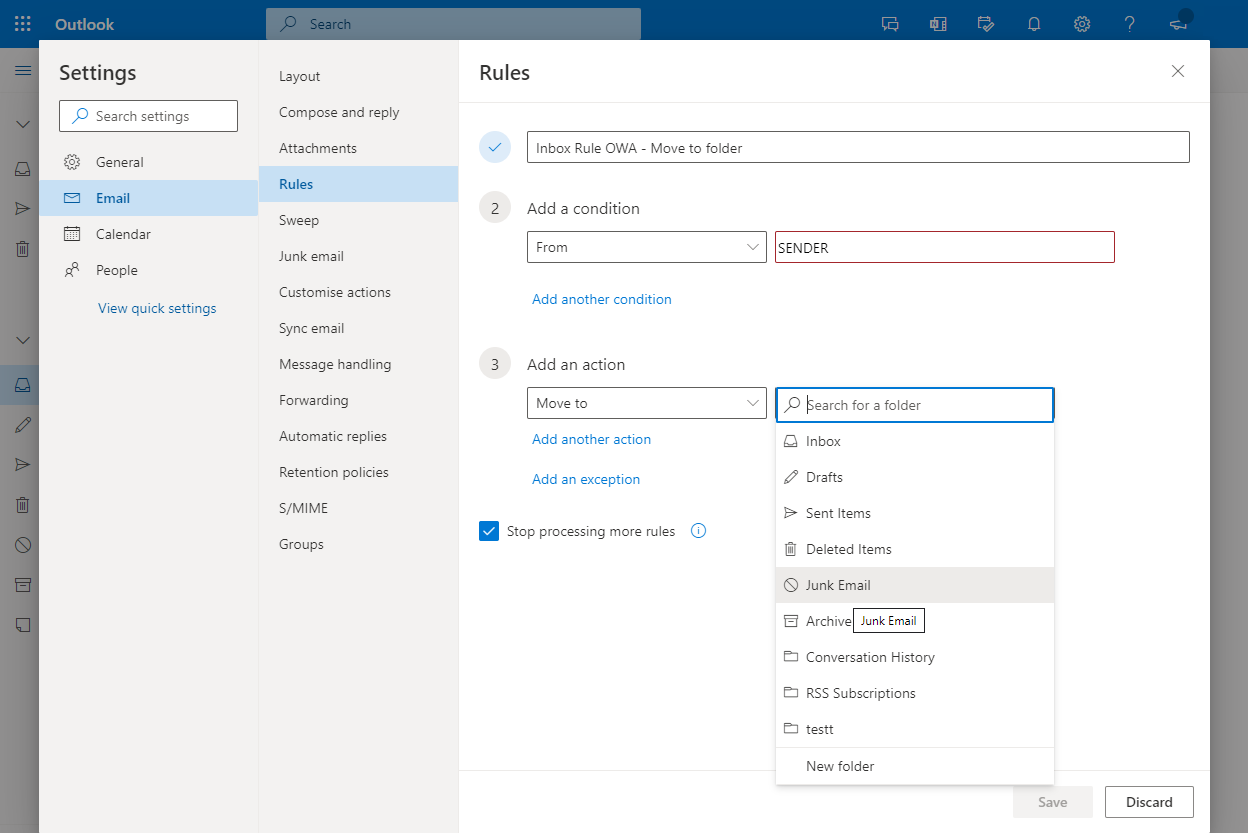 Outlook
Search
Settings
Search settings
General
Email
Calendar
People
View quick settings
Layout
Compose and reply
Attachments
Rules
Sweep
Junk email
Customise actions
Sync email
Message handling
Forwarding
Automatic replies
Retention policies
S/MIME
Groups
Rules
Inbox Rule OWA - Move to folder
2 Add a condition
From SENDER
Add another condition
3 Add an action
Move to Search for a folder
Add another action
Add an exception
Stop processing more rules
Inbox
Drafts
Sent Items
Deleted Items
Junk Email
Archive Junk Email
Conversation History
RSS Subscriptions
testt
New folder
Save Discard